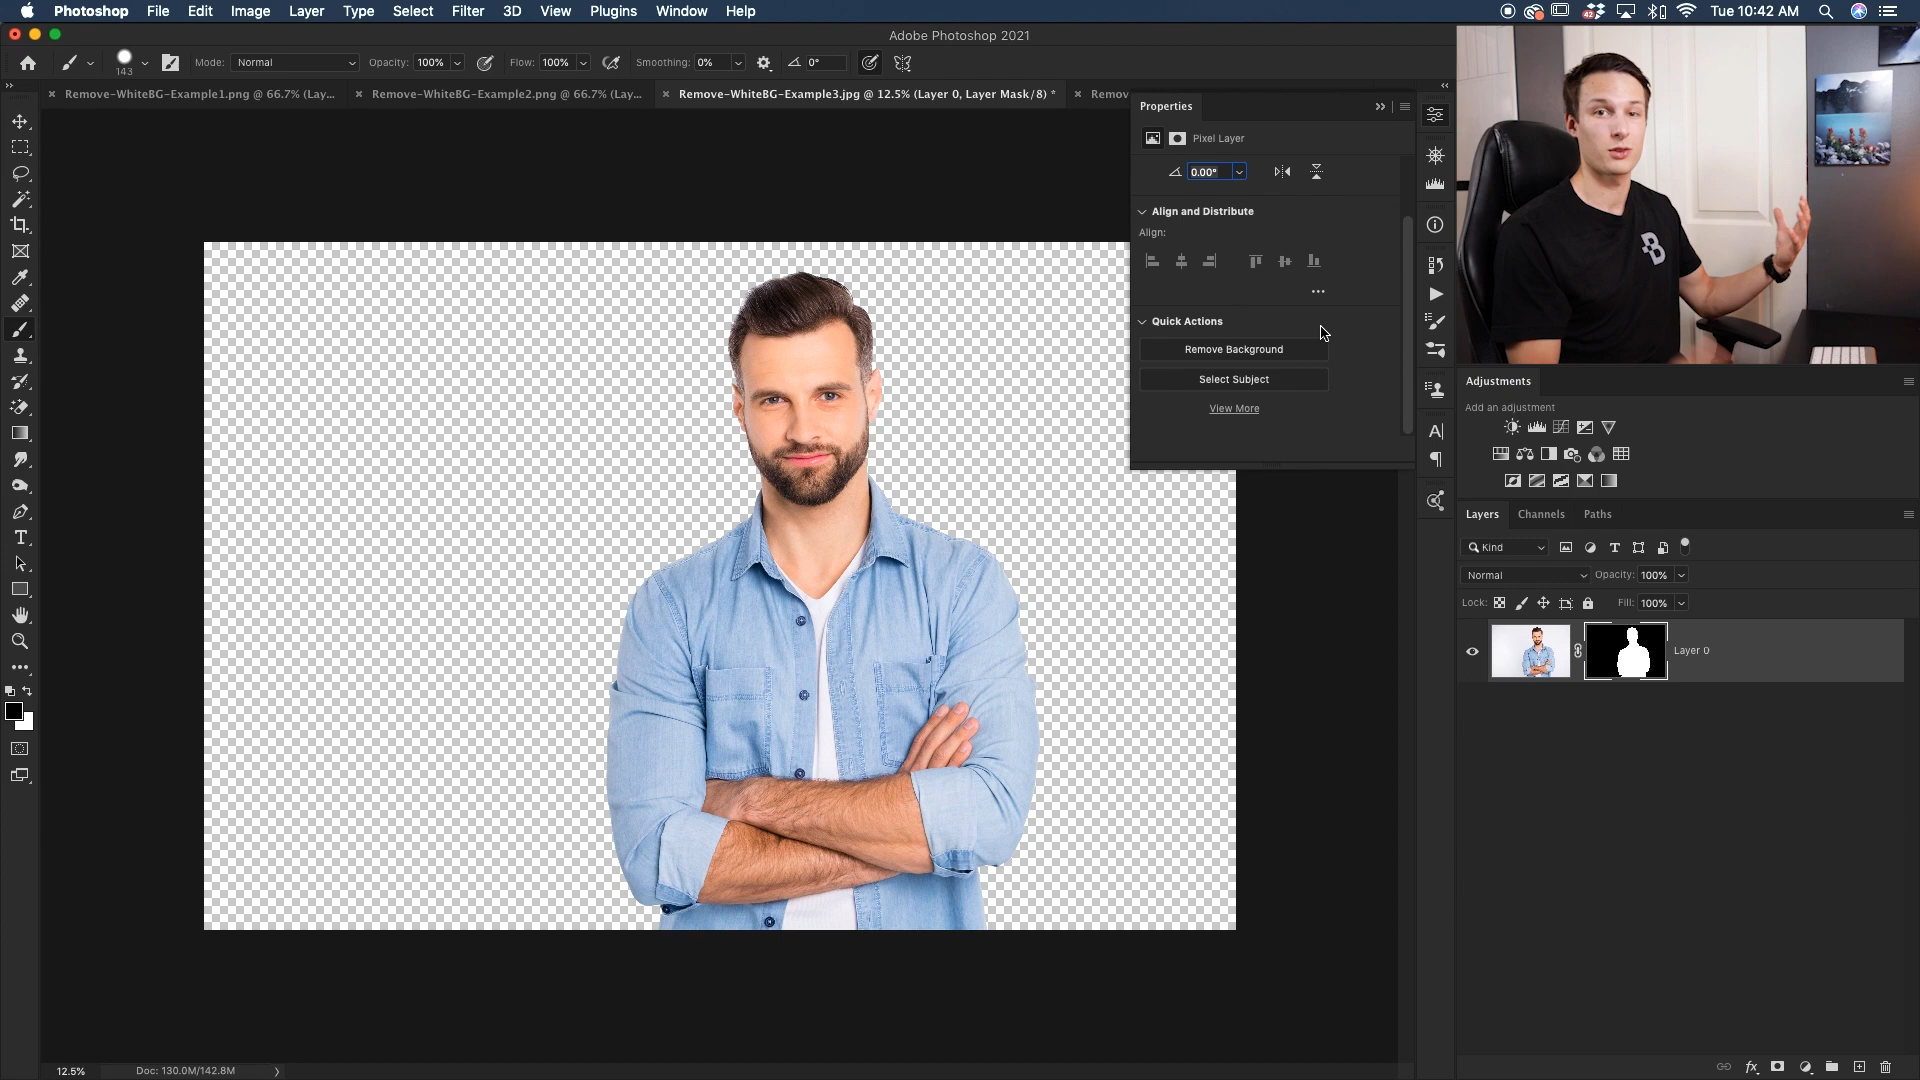 Photoshop File Edit Image Layer Type Select Filter 3D View Plugins Window Help
42 Tue 10:42 AM
Adobe Photoshop 2021
143 Mode: Normal Opacity: 100% Flow: 100% Smoothing: 0% 0°
Remove-WhiteBG-Example1.png @ 66.7% (Lay...
Remove-WhiteBG-Example2.png @ 66.7% (Lay...
Remove-WhiteBG-Example3.jpg @ 12.5% (Layer 0, Layer Mask/8) *
Remov
Properties
Pixel Layer
0.00°
Align and Distribute
Align:
Quick Actions
Remove Background
Select Subject
View More
B
Adjustments
Add an adjustment
Layers Channels Paths
Kind
Normal Opacity: 100%
Lock: Fill: 100%
Layer 0
12.5% Doc: 130.0M/142.8M